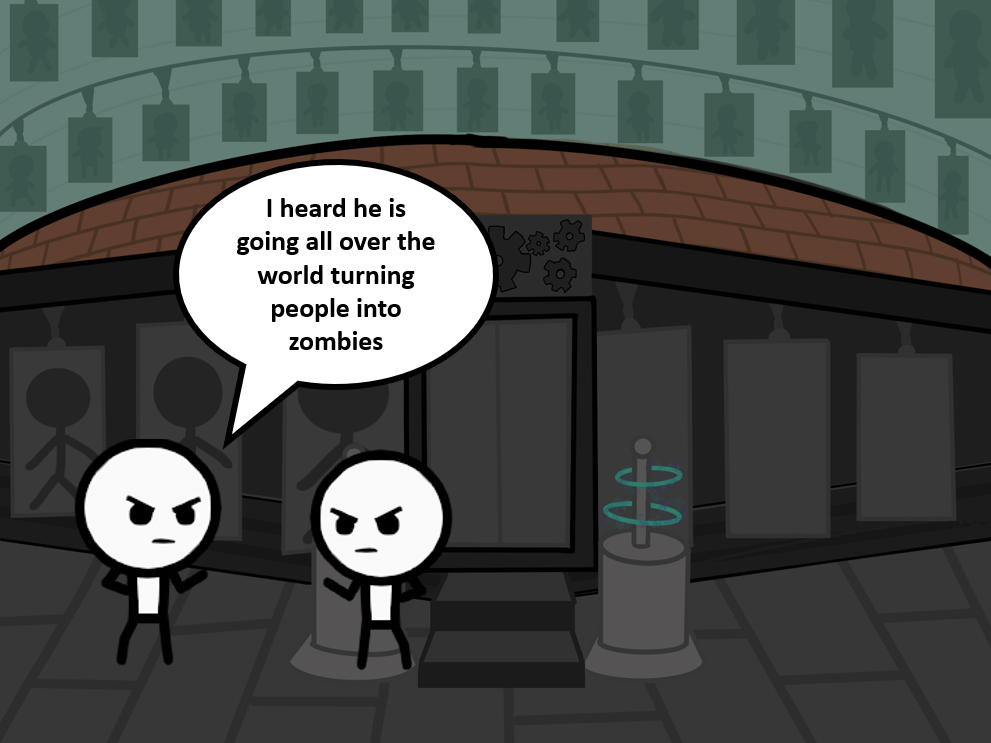 I heard he is
going all over the
world turning
people into
zombies